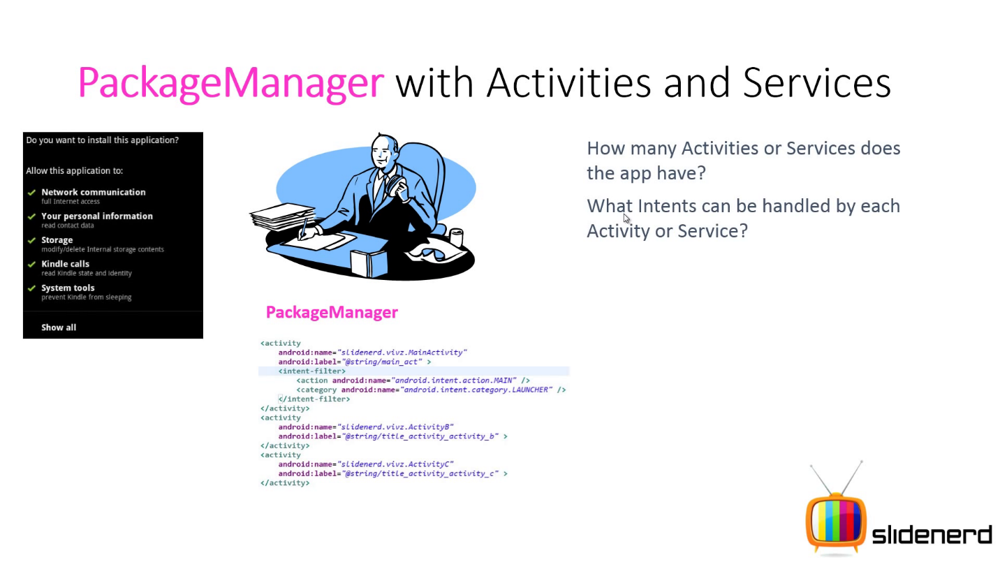 PackageManager with Activities and Services
Do you want to install this application?
Allow this application to:
Network communication
full Internet access
Your personal information
read contact data
Storage
modify/delete Internal storage contents
Kindle calls
read Kindle state and identity
System tools
prevent Kindle from sleeping
Show all
PackageManager
<activity
android:name="slidenerd.vivz.MainActivity"
android:label="@string/main_act" >
<intent-filter>
<action android:name="android.intent.action.MAIN" />
<category android:name="android.intent.category.LAUNCHER" />
</intent-filter>
</activity>
<activity
android:name="slidenerd.vivz.ActivityB"
android:label="@string/title_activity_activity_b" >
</activity>
<activity
android:name="slidenerd.vivz.ActivityC"
android:label="@string/title_activity_activity_c" >
</activity>
How many Activities or Services does
the app have?
What Intents can be handled by each
Activity or Service?
slidenerd